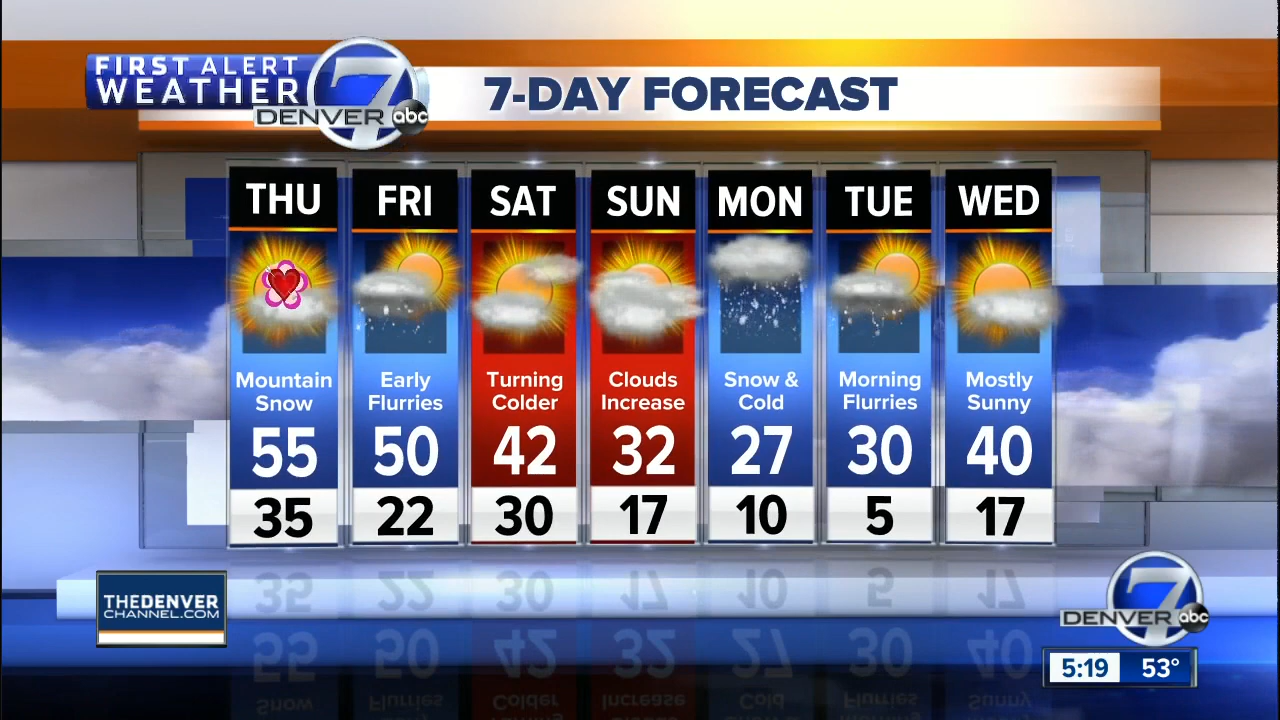 FIRST ALERT
WEATHER
7
DENVER
abc
7-DAY FORECAST
THU
FRI
SAT
SUN
MON
TUE
WED
Mountain
Snow
Early
Flurries
Turning
Colder
Clouds
Increase
Snow &
Cold
Morning
Flurries
Mostly
Sunny
55
50
42
32
27
30
40
35
22
30
17
10
5
17
THEDENVER
CHANNEL.COM
7
DENVER
abc
5:19 53°